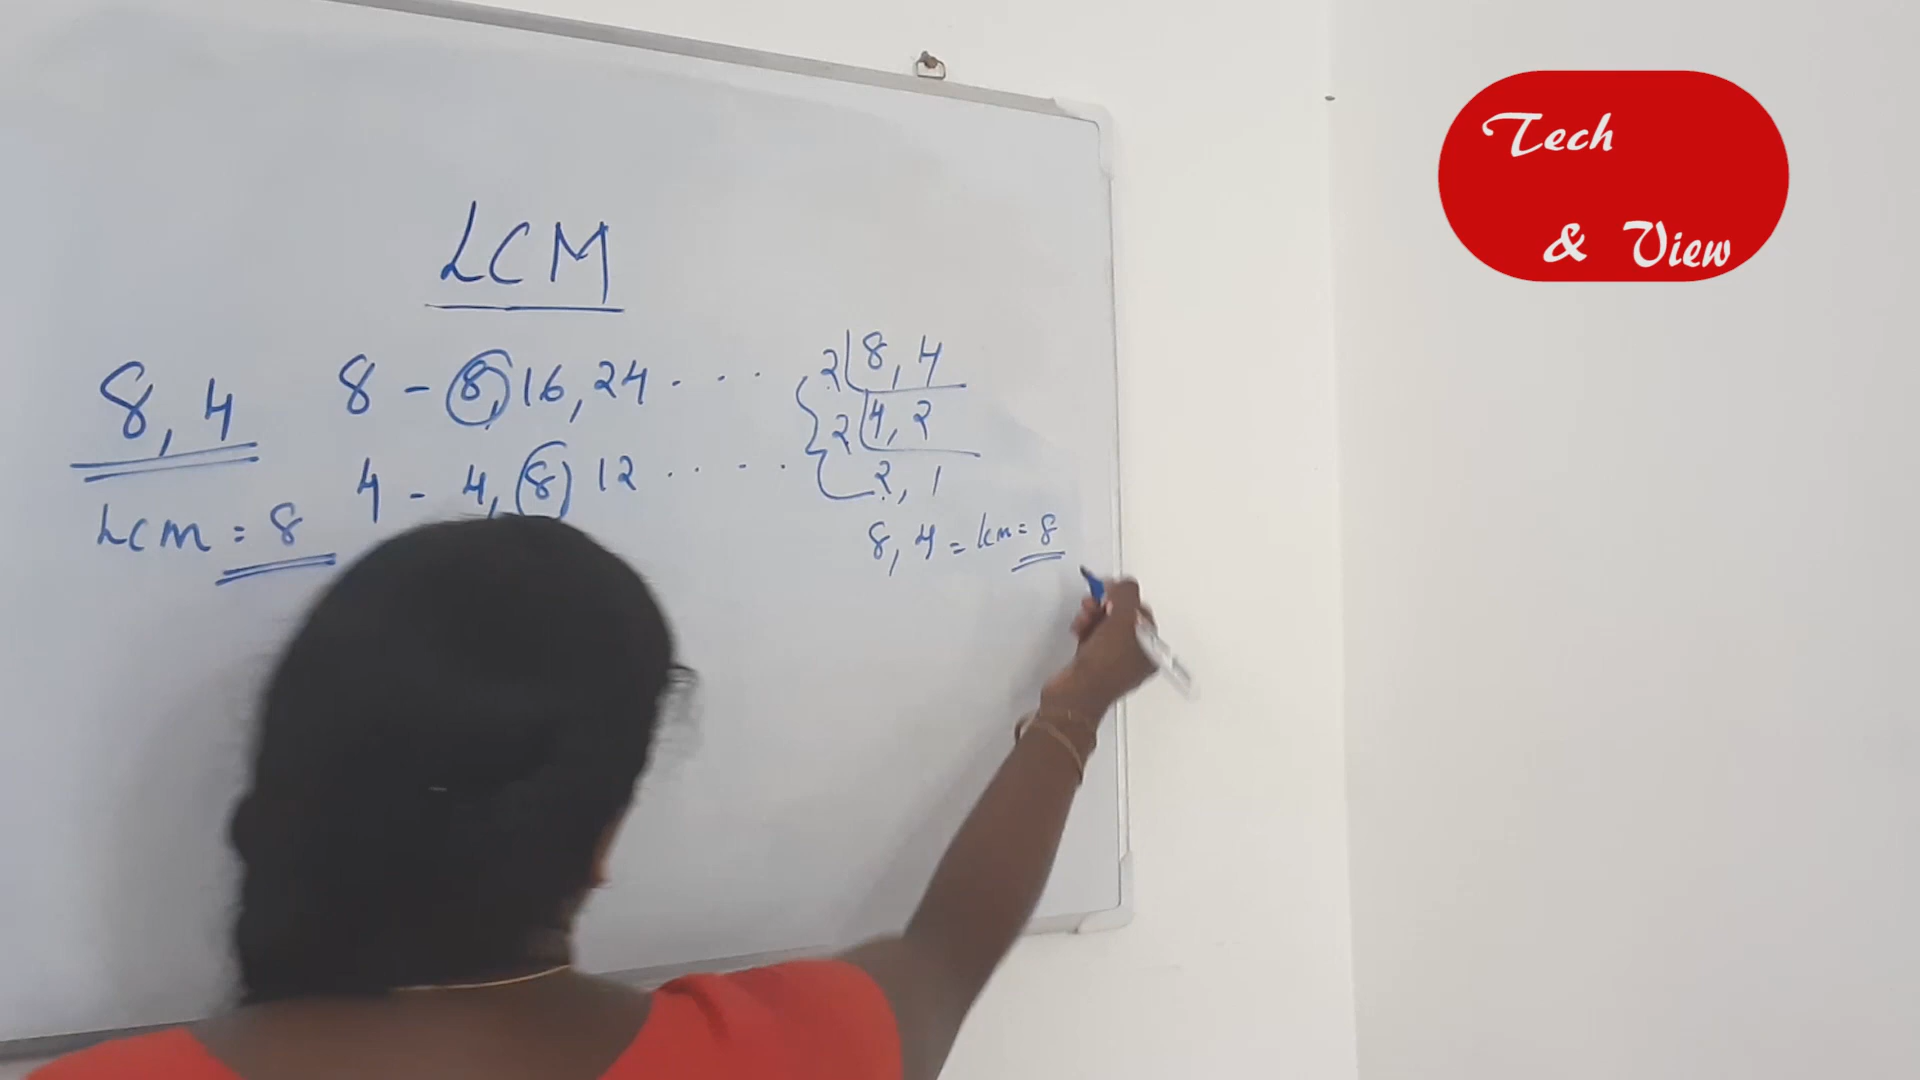 LCM
8, 4
8 - 8, 16, 24 . . . .
4 - 4, 8 12 . . . . .
LCM = 8
2 8, 4
2 4, 2
2, 1
8, 4 = LCM = 8
Tech
& View